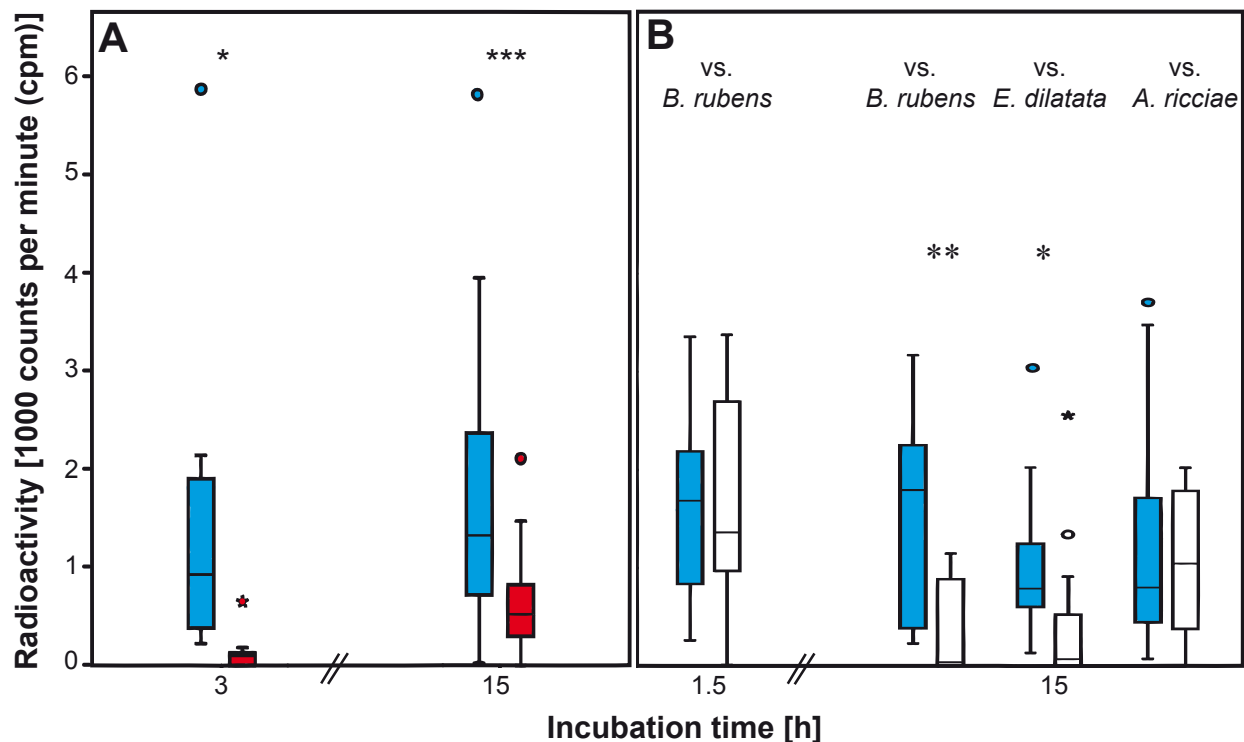 Radioactivity [1000 counts per minute (cpm)]
A
B
* ***
vs. vs. vs. vs.
B. rubens B. rubens E. dilatata A. ricciae
** *
6
5
4
3
2
1
0
3 // 15 1.5 // 15
Incubation time [h]